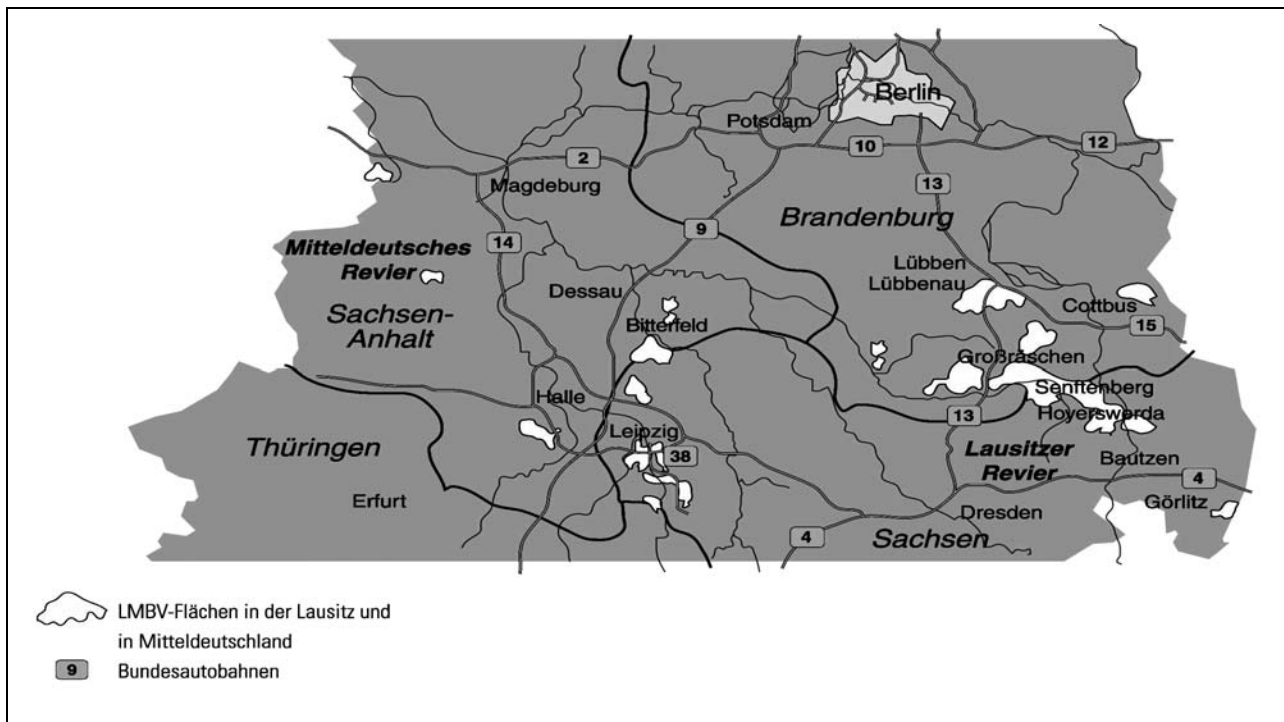 Berlin
Potsdam
10
12
2
Magdeburg
13
Brandenburg
9
14
Mitteldeutsches
Revier
Lübben
Lübbenau
Dessau
Cottbus
Sachsen-
Anhalt
Bitterfeld
15
Großräschen
Senftenberg
Halle
13
Hoyerswerda
Leipzig
38
Thüringen
Lausitzer
Revier
Bautzen
4
Erfurt
Görlitz
Dresden
4
Sachsen
LMBV-Flächen in der Lausitz und
in Mitteldeutschland
9
Bundesautobahnen